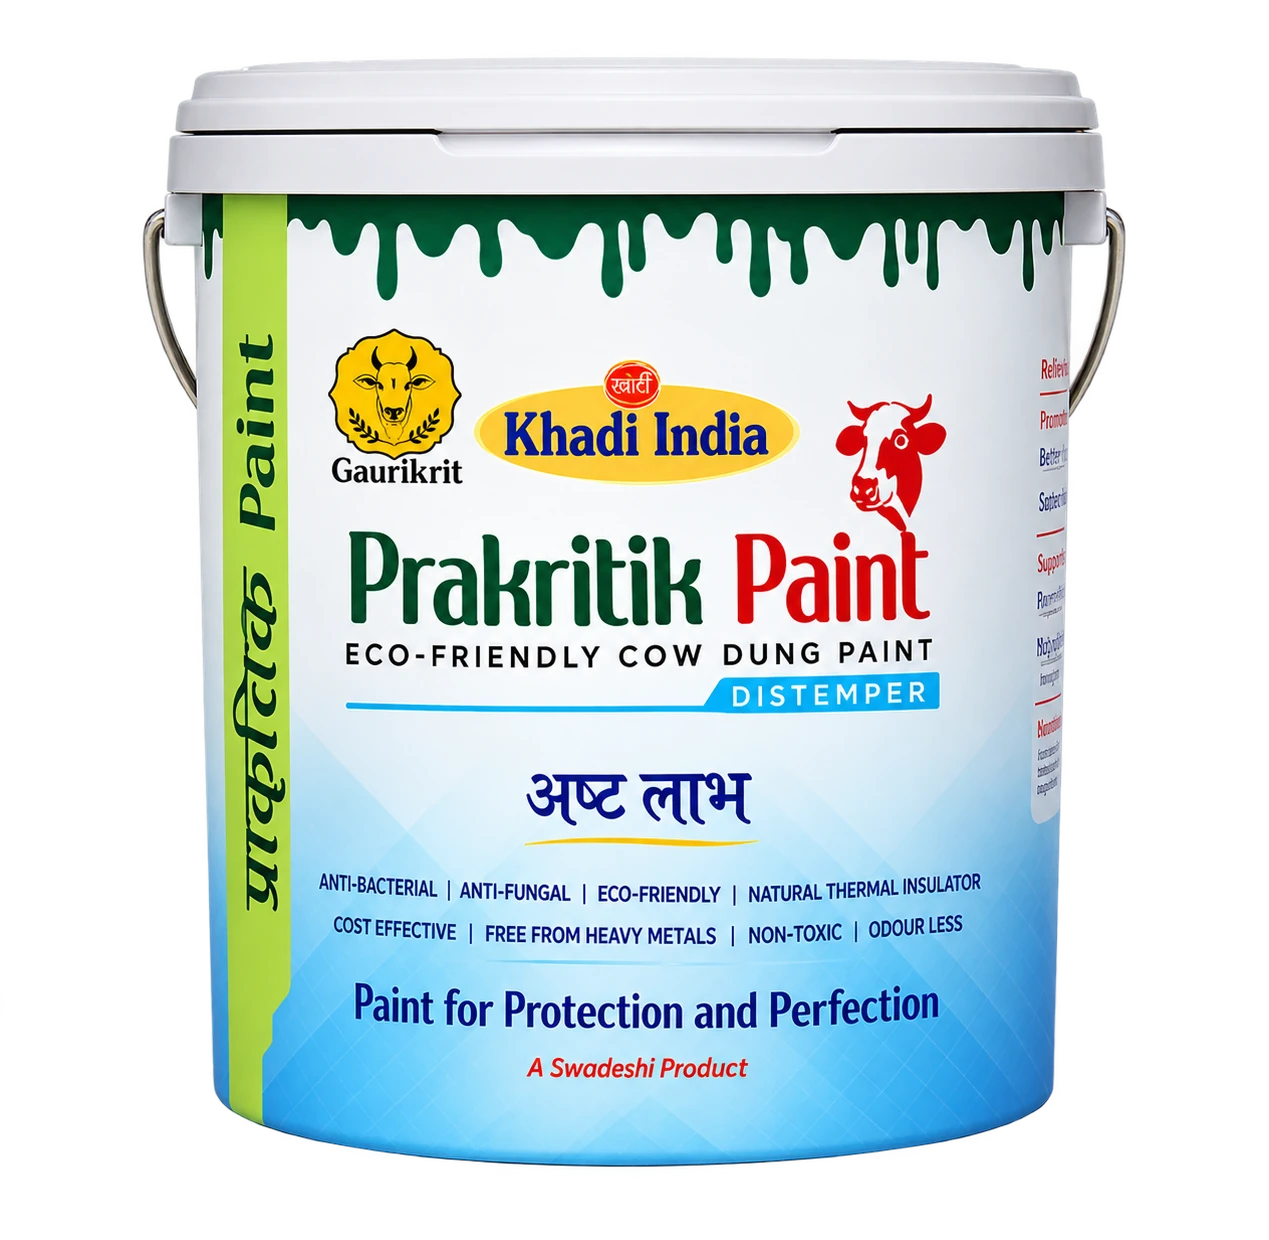 प्राकृतिक Paint
Gaurikrit
Khadi India
Prakritik Paint
ECO-FRIENDLY COW DUNG PAINT
DISTEMPER
अष्ट लाभ
ANTI-BACTERIAL | ANTI-FUNGAL | ECO-FRIENDLY | NATURAL THERMAL INSULATOR
COST EFFECTIVE | FREE FROM HEAVY METALS | NON-TOXIC | ODOUR LESS
Paint for Protection and Perfection
A Swadeshi Product
Better